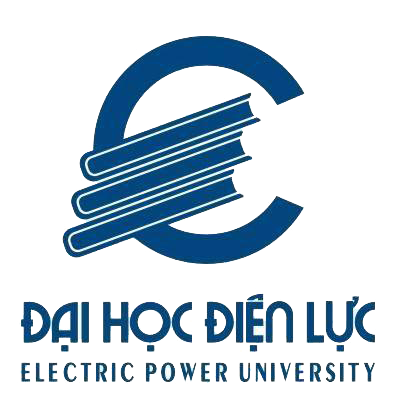 ĐẠI HỌC ĐIỆN LỰC
ELECTRIC POWER UNIVERSITY